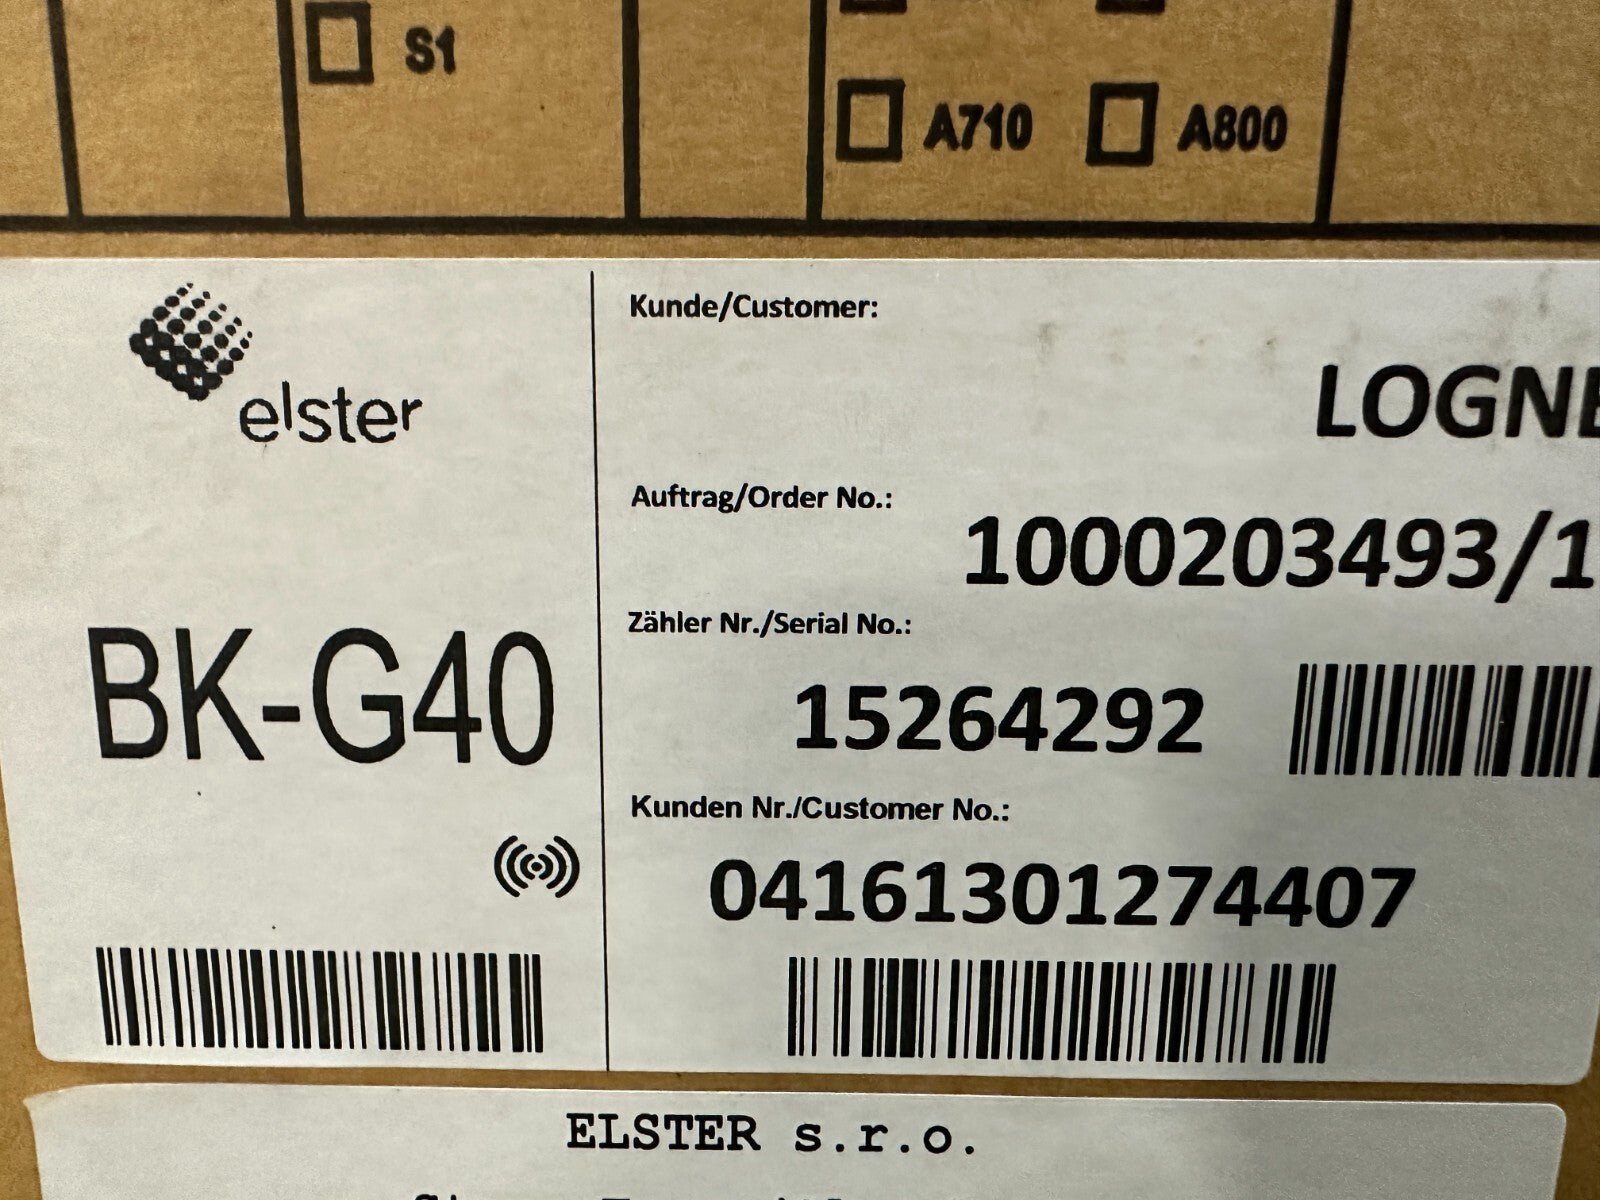 S1
A710 A800
elster
Kunde/Customer:
Auftrag/Order No.:
1000203493/1
Zähler Nr./Serial No.:
BK-G40
15264292
Kunden Nr./Customer No.:
04161301274407
ELSTER s.r.o.